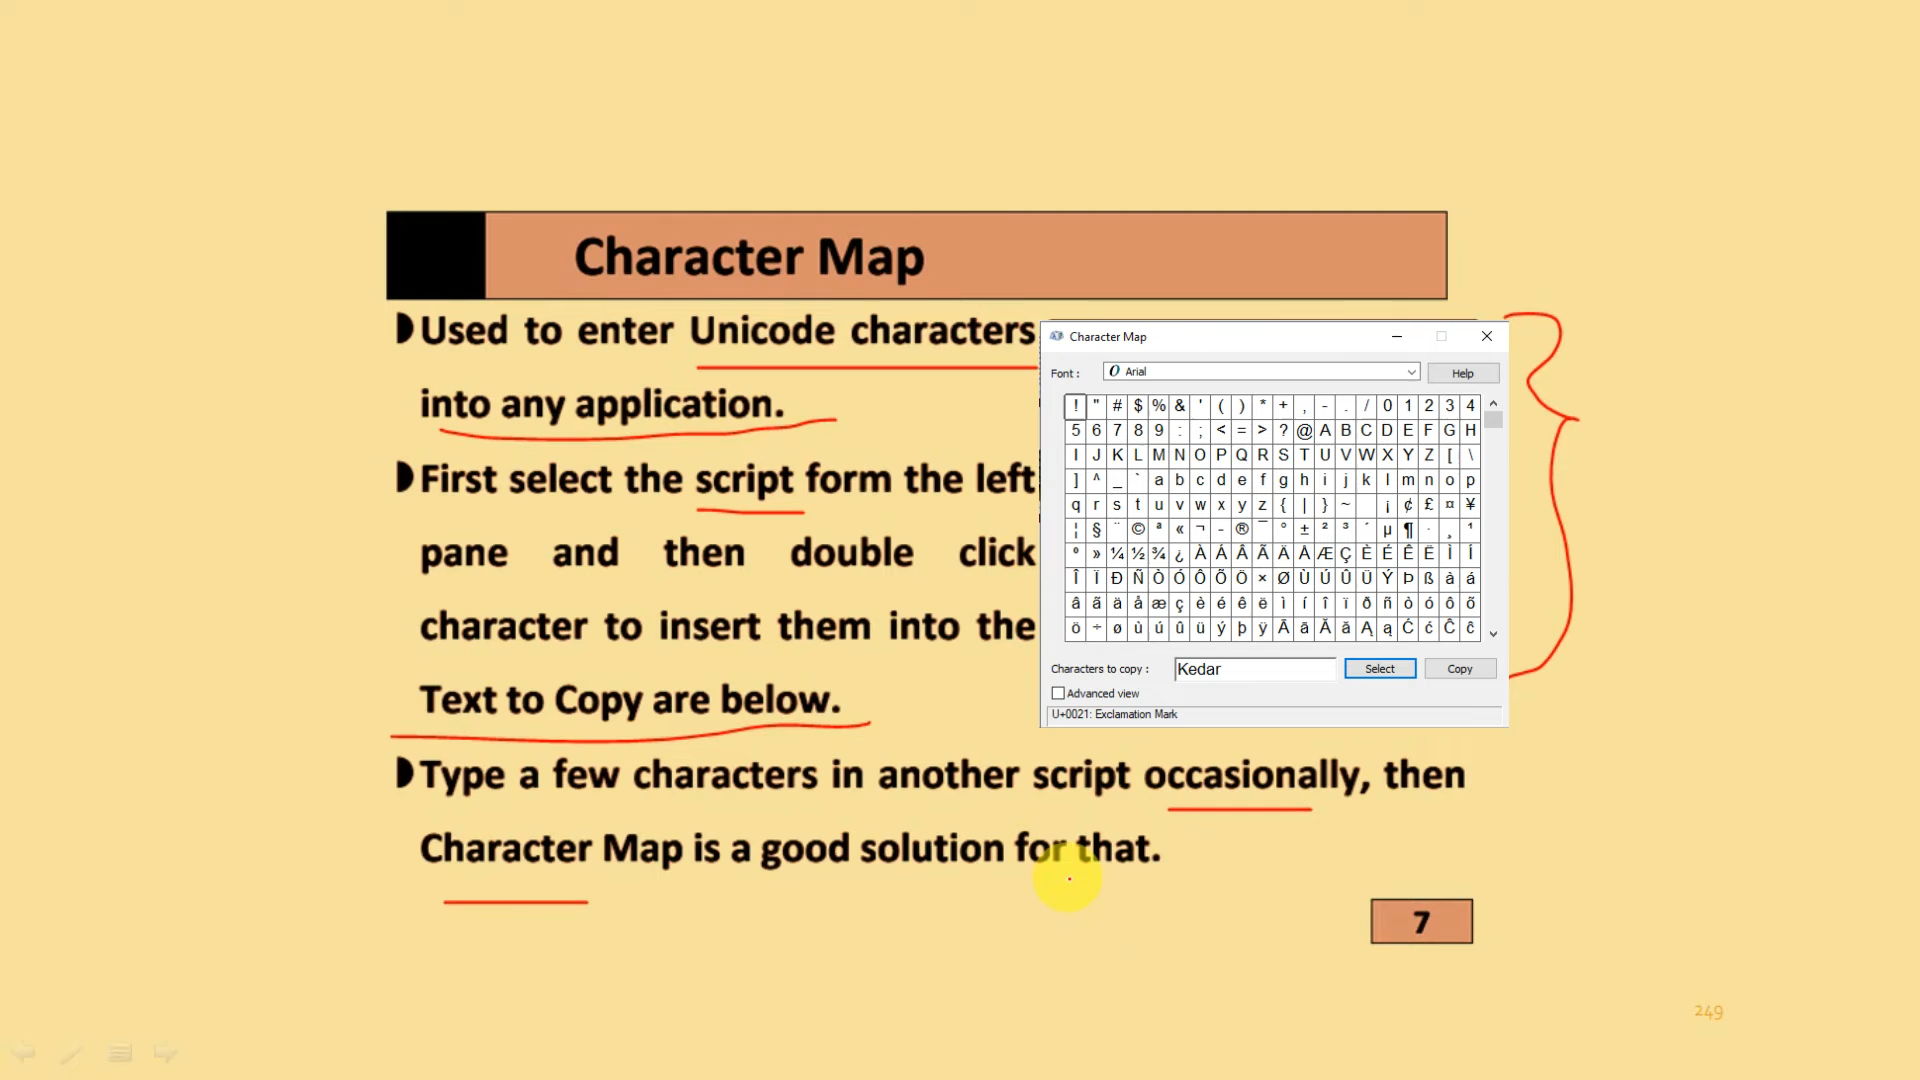 Character Map
◗Used to enter Unicode characters
into any application.
◗First select the script form the left
pane and then double click
character to insert them into the
Text to Copy are below.
◗Type a few characters in another script occasionally, then
Character Map is a good solution for that.
Character Map
Font : Arial Help
! " # $ % & ' ( ) * + , - . / 0 1 2 3 4
5 6 7 8 9 : ; < = > ? @ A B C D E F G H
I J K L M N O P Q R S T U V W X Y Z [ \
] ^ _ ` a b c d e f g h i j k l m n o p
q r s t u v w x y z { | } ~ ¡ ¢ £ ¤ ¥
¦ § ¨ © ª « ¬ - ® ¯ ° ± ² ³ ´ µ ¶ · ¸ ¹
º » ¼ ½ ¾ ¿ À Á Â Ã Ä Å Æ Ç È É Ê Ë Ì Í
Î Ï Ð Ñ Ò Ó Ô Õ Ö × Ø Ù Ú Û Ü Ý Þ ß à á
â ã ä å æ ç è é ê ë ì í î ï ð ñ ò ó ô õ
ö ÷ ø ù ú û ü ý þ ÿ Ā ā Ă ă Ą ą Ć ć Ĉ ĉ
Characters to copy : Kedar Select Copy
Advanced view
U+0021: Exclamation Mark
7
249